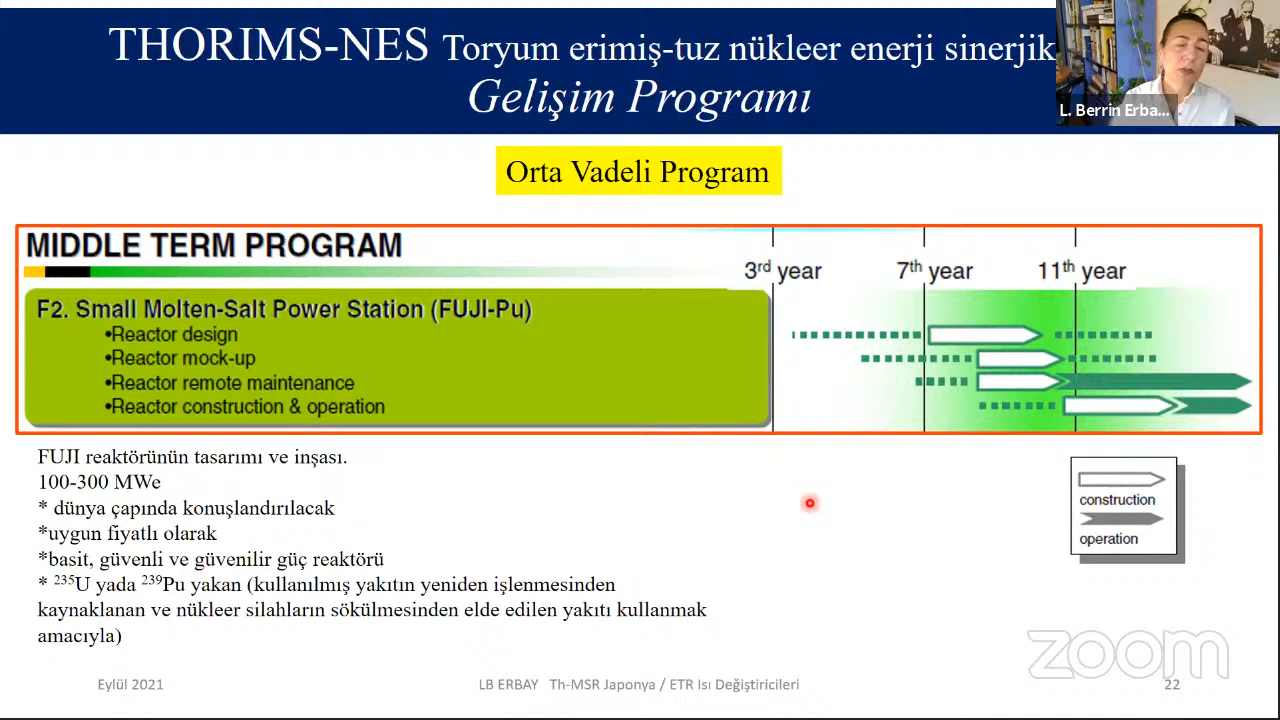 THORIMS-NES Toryum erimiş-tuz nükleer enerji sinerjik
Gelişim Programı
L. Berrin Erba...
Orta Vadeli Program
MIDDLE TERM PROGRAM
3rd year 7th year 11th year
F2. Small Molten-Salt Power Station (FUJI-Pu)
•Reactor design
•Reactor mock-up
•Reactor remote maintenance
•Reactor construction & operation
FUJI reaktörünün tasarımı ve inşası.
100-300 MWe
* dünya çapında konuşlandırılacak
*uygun fiyatlı olarak
*basit, güvenli ve güvenilir güç reaktörü
* 235U yada 239Pu yakan (kullanılmış yakıtın yeniden işlenmesinden
kaynaklanan ve nükleer silahların sökülmesinden elde edilen yakıtı kullanmak
amacıyla)
construction
operation
zoom
Eylül 2021 LB ERBAY Th-MSR Japonya / ETR Isı Değiştiricileri 22